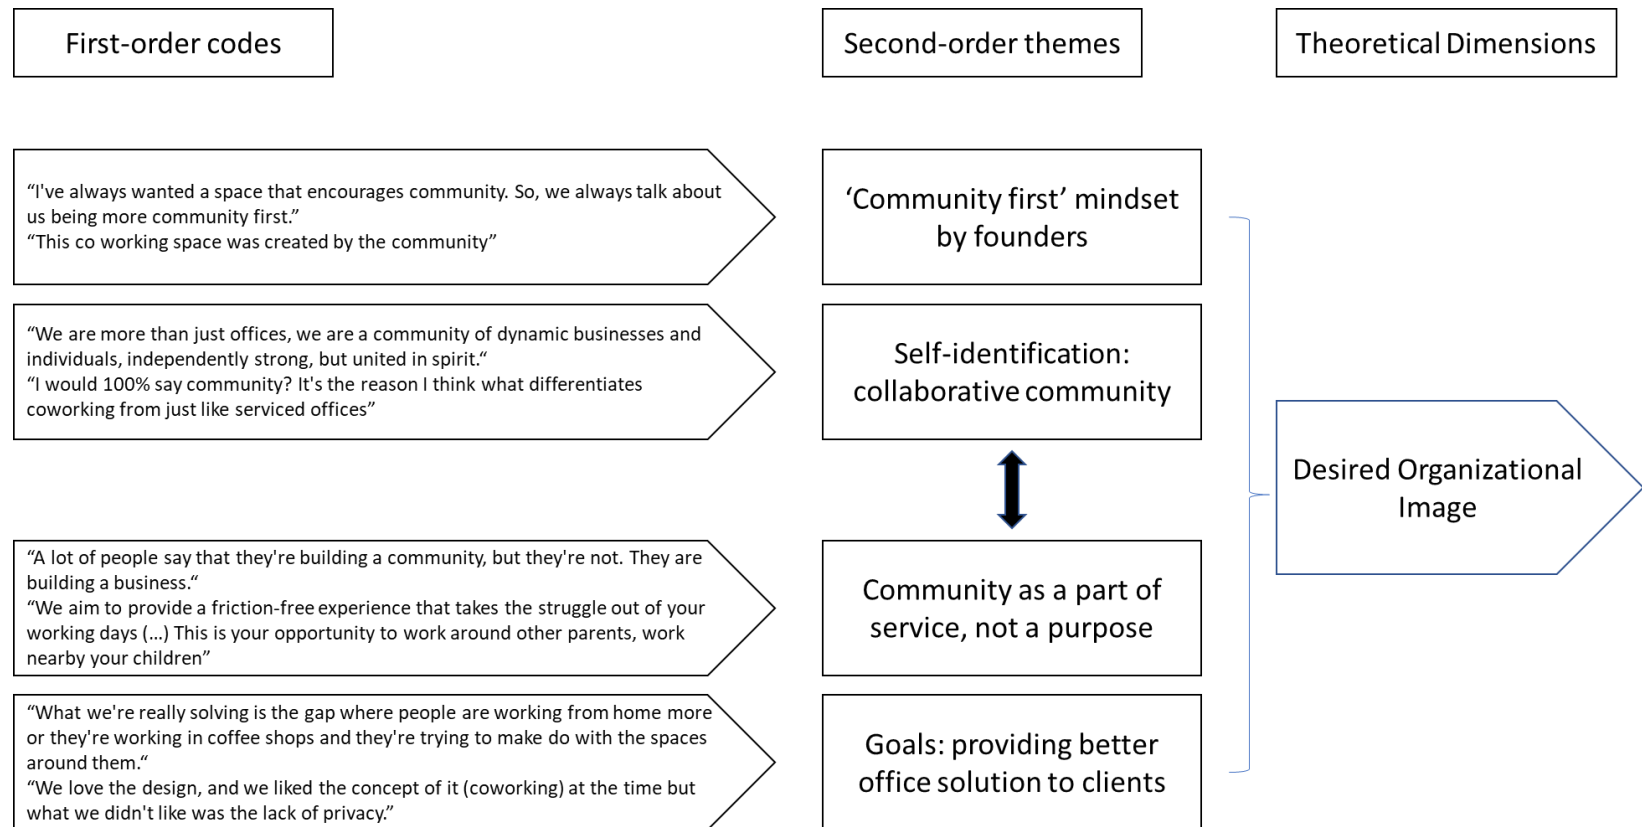 First-order codes
Second-order themes
Theoretical Dimensions
“I've always wanted a space that encourages community. So, we always talk about
us being more community first.”
“This co working space was created by the community”
‘Community first’ mindset
by founders
“We are more than just offices, we are a community of dynamic businesses and
individuals, independently strong, but united in spirit.“
“I would 100% say community? It's the reason I think what differentiates
coworking from just like serviced offices”
Self-identification:
collaborative community
“A lot of people say that they're building a community, but they're not. They are
building a business.“
“We aim to provide a friction-free experience that takes the struggle out of your
working days (...) This is your opportunity to work around other parents, work
nearby your children”
Community as a part of
service, not a purpose
“What we're really solving is the gap where people are working from home more
or they're working in coffee shops and they're trying to make do with the spaces
around them.“
“We love the design, and we liked the concept of it (coworking) at the time but
what we didn't like was the lack of privacy.”
Goals: providing better
office solution to clients
Desired Organizational
Image